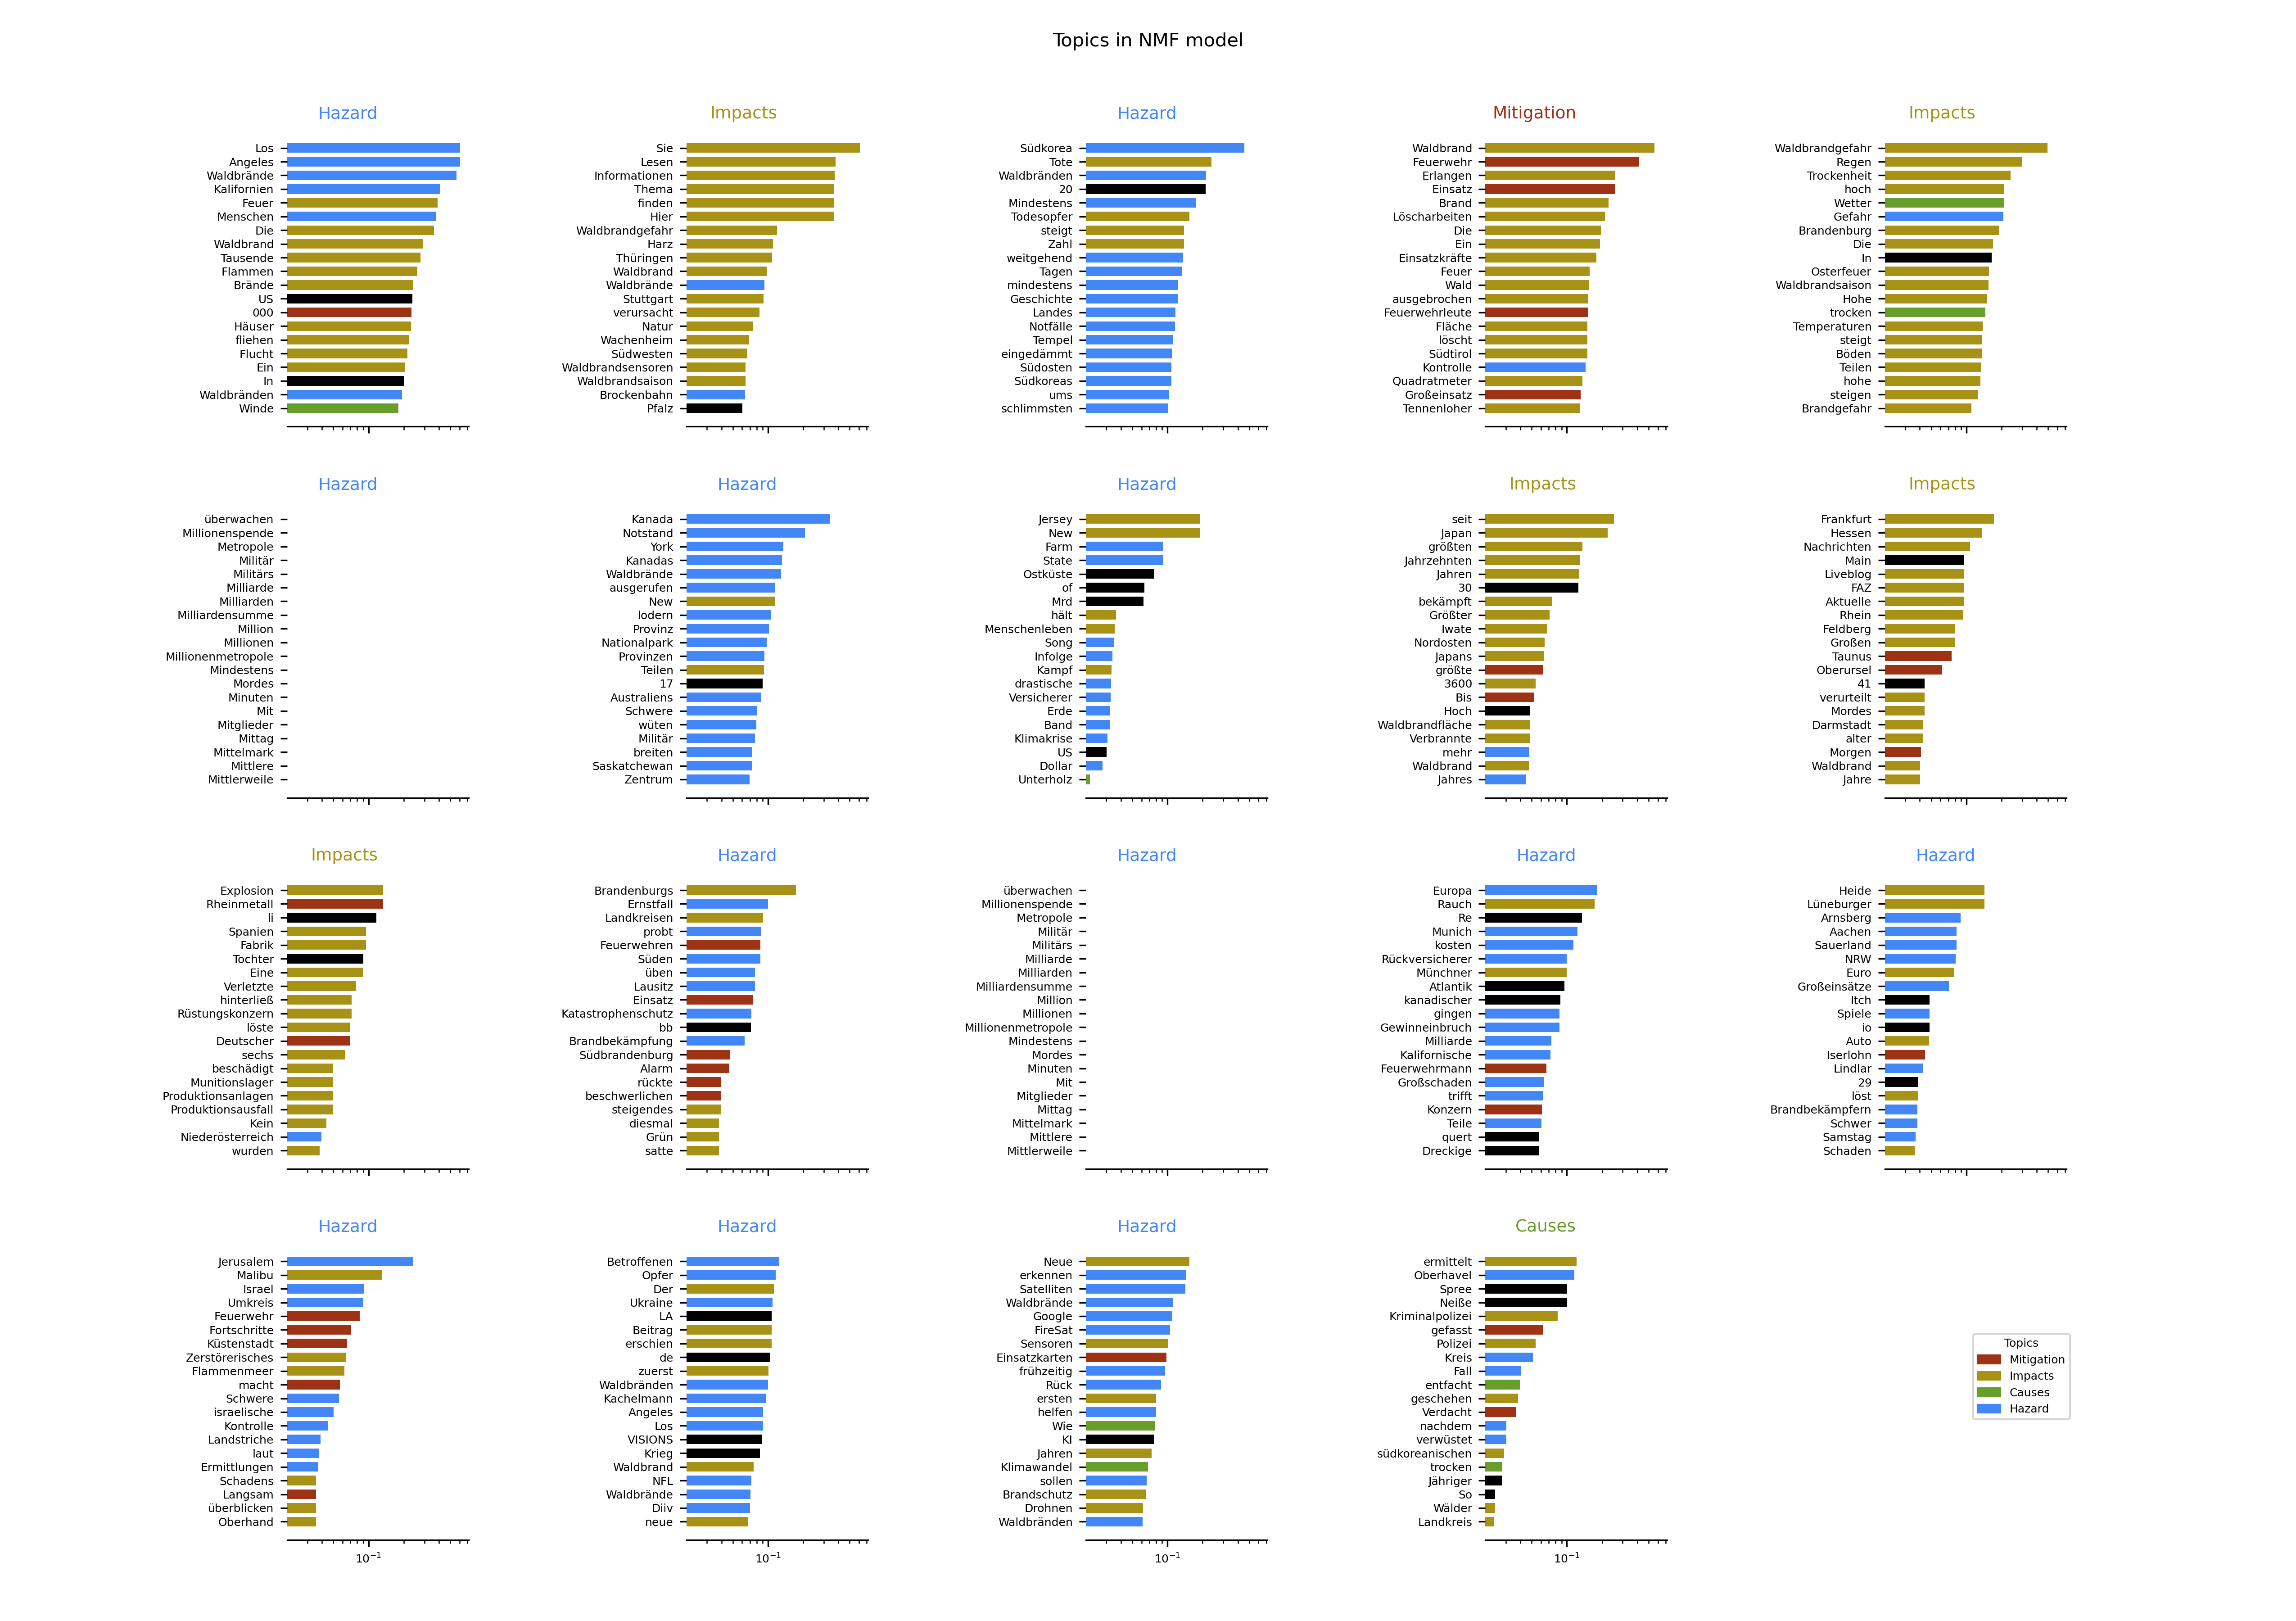 Topics in NMF model
Hazard
Los
Angeles
Waldbrände
Kalifornien
Feuer
Menschen
Die
Waldbrand
Tausende
Flammen
Brände
US
000
Häuser
fliehen
Flucht
Ein
In
Waldbränden
Winde
Impacts
Sie
Lesen
Informationen
Thema
finden
Hier
Waldbrandgefahr
Harz
Thüringen
Waldbrand
Waldbrände
Stuttgart
verursacht
Natur
Wachenheim
Südwesten
Waldbrandsensoren
Waldbrandsaison
Brockenbahn
Pfalz
Hazard
Südkorea
Tote
Waldbränden
20
Mindestens
Todesopfer
steigt
Zahl
weitgehend
Tagen
mindestens
Geschichte
Landes
Notfälle
Tempel
eingedämmt
Südosten
Südkoreas
ums
schlimmsten
Mitigation
Waldbrand
Feuerwehr
Erlangen
Einsatz
Brand
Löscharbeiten
Die
Ein
Einsatzkräfte
Feuer
Wald
ausgebrochen
Feuerwehrleute
Fläche
löscht
Südtirol
Kontrolle
Quadratmeter
Großeinsatz
Tennenloher
Impacts
Waldbrandgefahr
Regen
Trockenheit
hoch
Wetter
Gefahr
Brandenburg
Die
In
Osterfeuer
Waldbrandsaison
Hohe
trocken
Temperaturen
steigt
Böden
Teilen
hohe
steigen
Brandgefahr
Hazard
überwachen
Millionenspende
Metropole
Militär
Militärs
Milliarde
Milliarden
Milliardensumme
Million
Millionen
Millionenmetropole
Mindestens
Mordes
Minuten
Mit
Mitglieder
Mittag
Mittelmark
Mittlere
Mittlerweile
Hazard
Kanada
Notstand
York
Kanadas
Waldbrände
ausgerufen
New
lodern
Provinz
Nationalpark
Provinzen
Teilen
17
Australiens
Schwere
wüten
Militär
breiten
Saskatchewan
Zentrum
Hazard
Jersey
New
Farm
State
Ostküste
of
Mrd
hält
Menschenleben
Song
Infolge
Kampf
drastische
Versicherer
Erde
Band
Klimakrise
US
Dollar
Unterholz
Impacts
seit
Japan
größten
Jahrzehnten
Jahren
30
bekämpft
Größter
Iwate
Nordosten
Japans
größte
3600
Bis
Hoch
Waldbrandfläche
Verbrannte
mehr
Waldbrand
Jahres
Impacts
Frankfurt
Hessen
Nachrichten
Main
Liveblog
FAZ
Aktuelle
Rhein
Feldberg
Großen
Taunus
Oberursel
41
verurteilt
Mordes
Darmstadt
alter
Morgen
Waldbrand
Jahre
Impacts
Explosion
Rheinmetall
li
Spanien
Fabrik
Tochter
Eine
Verletzte
hinterließ
Rüstungskonzern
löste
Deutscher
sechs
beschädigt
Munitionslager
Produktionsanlagen
Produktionsausfall
Kein
Niederösterreich
wurden
Hazard
Brandenburgs
Ernstfall
Landkreisen
probt
Feuerwehren
Süden
üben
Lausitz
Einsatz
Katastrophenschutz
bb
Brandbekämpfung
Südbrandenburg
Alarm
rückte
beschwerlichen
steigendes
diesmal
Grün
satte
Hazard
überwachen
Millionenspende
Metropole
Militär
Militärs
Milliarde
Milliarden
Milliardensumme
Million
Millionen
Millionenmetropole
Mindestens
Mordes
Minuten
Mit
Mitglieder
Mittag
Mittelmark
Mittlere
Mittlerweile
Hazard
Europa
Rauch
Re
Munich
kosten
Rückversicherer
Münchner
Atlantik
kanadischer
gingen
Gewinneinbruch
Milliarde
Kalifornische
Feuerwehrmann
Großschaden
trifft
Konzern
Teile
quert
Dreckige
Hazard
Heide
Lüneburger
Arnsberg
Aachen
Sauerland
NRW
Euro
Großeinsätze
Itch
Spiele
io
Auto
Iserlohn
Lindlar
29
löst
Brandbekämpfern
Schwer
Samstag
Schaden
Hazard
Jerusalem
Malibu
Israel
Umkreis
Feuerwehr
Fortschritte
Küstenstadt
Zerstörerisches
Flammenmeer
macht
Schwere
israelische
Kontrolle
Landstriche
laut
Ermittlungen
Schadens
Langsam
überblicken
Oberhand
10⁻¹
Hazard
Betroffenen
Opfer
Der
Ukraine
LA
Beitrag
erschien
de
zuerst
Waldbränden
Kachelmann
Angeles
Los
VISIONS
Krieg
Waldbrand
NFL
Waldbrände
Diiv
neue
10⁻¹
Hazard
Neue
erkennen
Satelliten
Waldbrände
Google
FireSat
Sensoren
Einsatzkarten
frühzeitig
Rück
ersten
helfen
Wie
KI
Jahren
Klimawandel
sollen
Brandschutz
Drohnen
Waldbränden
10⁻¹
Causes
ermittelt
Oberhavel
Spree
Neiße
Kriminalpolizei
gefasst
Polizei
Kreis
Fall
entfacht
geschehen
Verdacht
nachdem
verwüstet
südkoreanischen
trocken
Jähriger
So
Wälder
Landkreis
10⁻¹
Topics
Mitigation
Impacts
Causes
Hazard